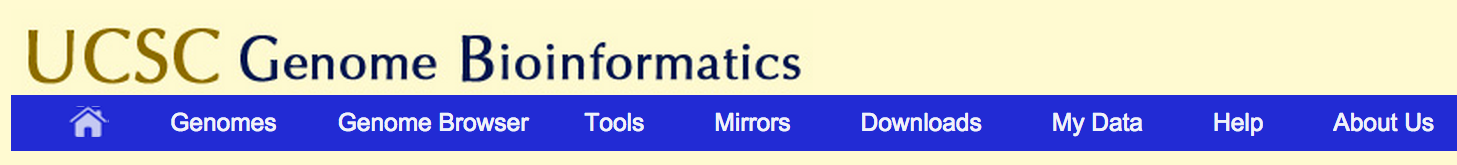 UCSC Genome Bioinformatics
Genomes Genome Browser Tools Mirrors Downloads My Data Help About Us